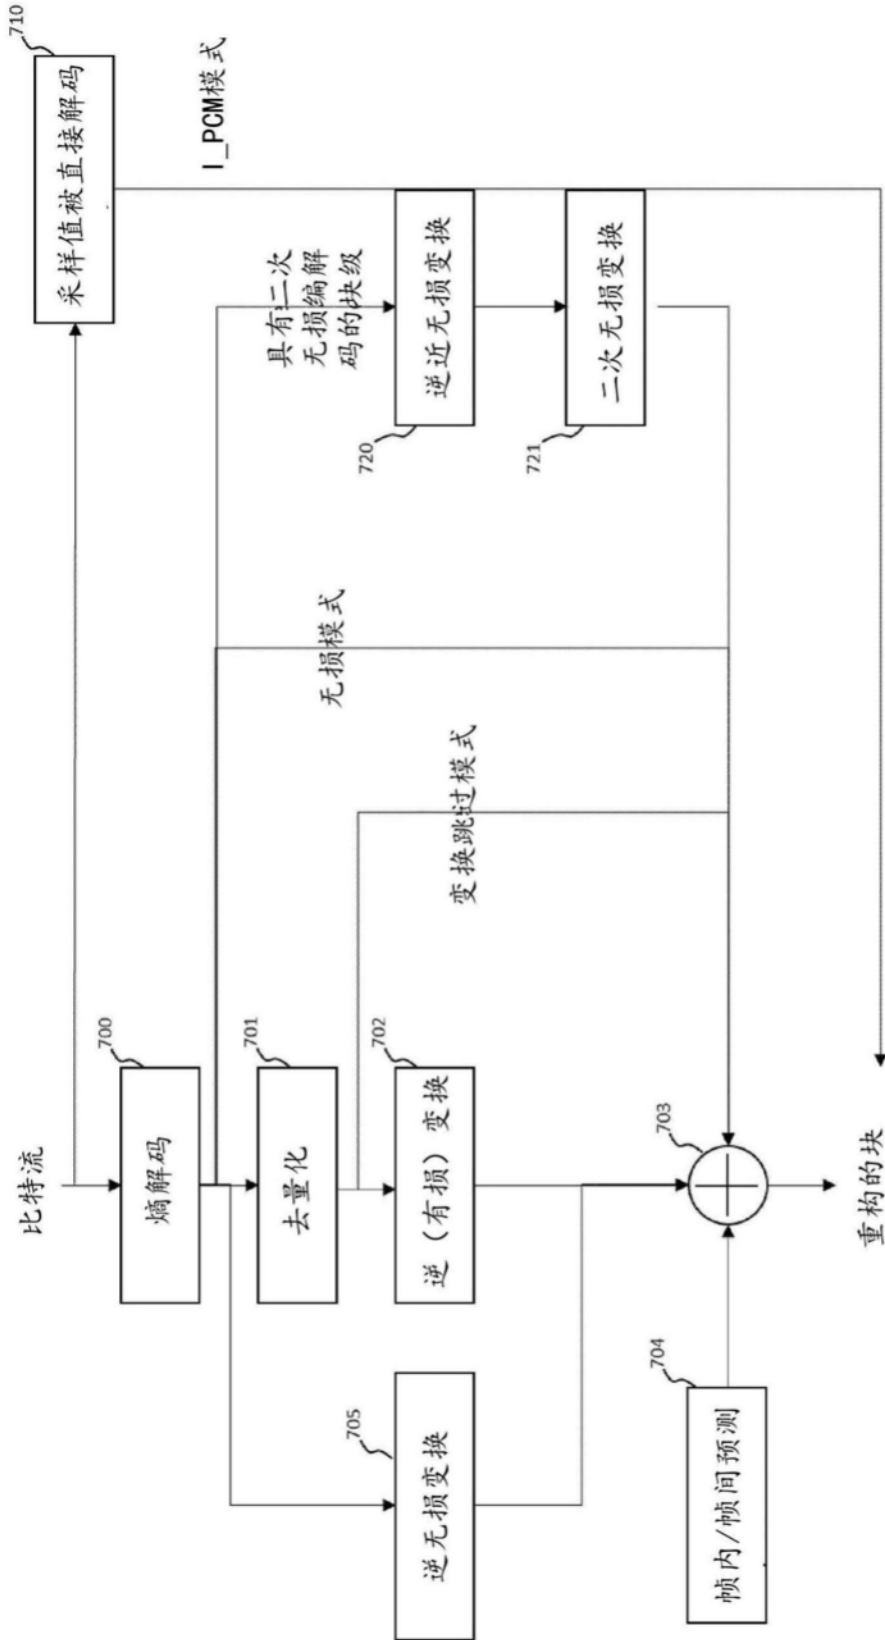 710
采样值被直接解码
I_PCM模式
具有二次
无损编解
码的块级
720
逆近无损变换
721
二次无损变换
无损模式
变换跳过模式
比特流
700
熵解码
701
去量化
702
逆（有损）变换
703
重构的块
705
逆无损变换
704
帧内/帧间预测